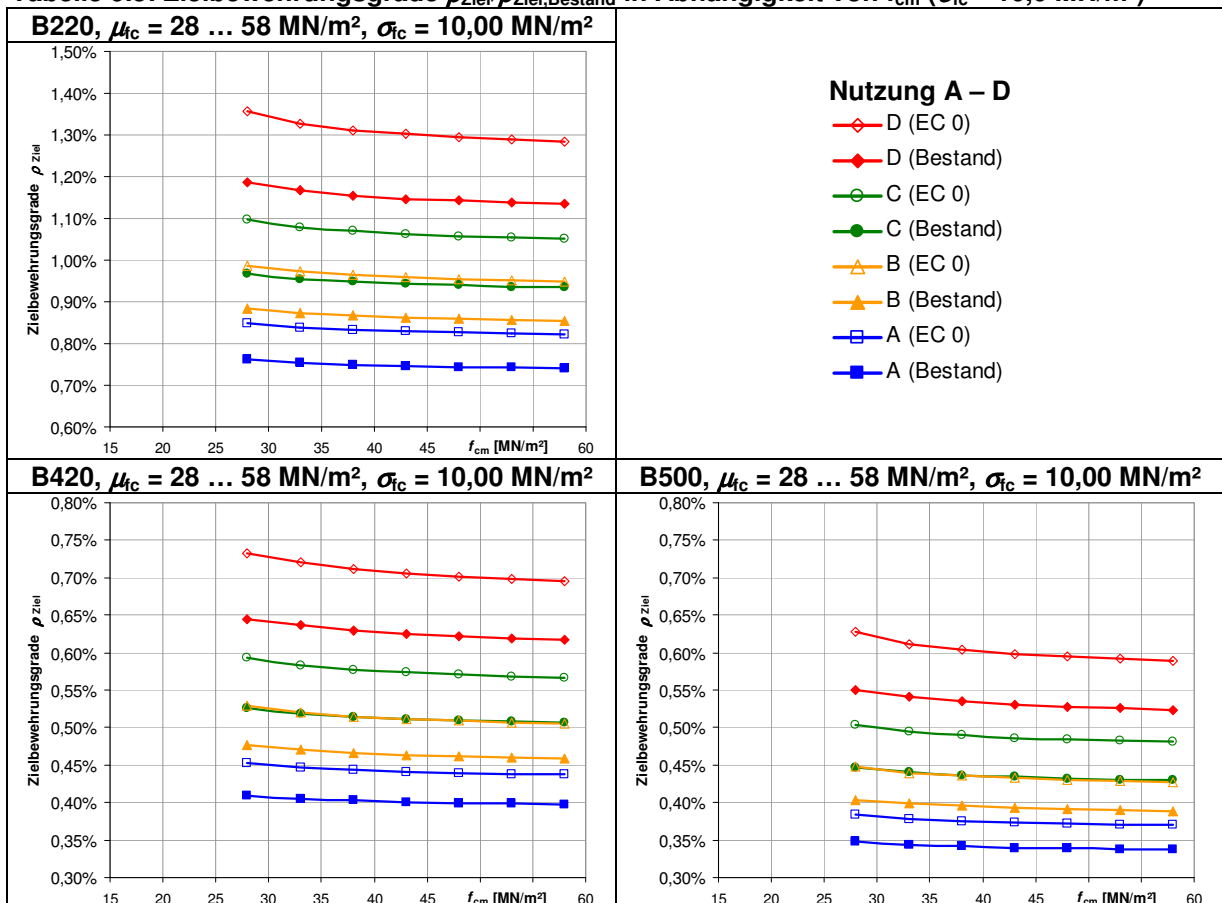 B220, μfc = 28 … 58 MN/m², σfc = 10,00 MN/m²
1,50%
1,40%
1,30%
1,20%
1,10%
1,00%
0,90%
0,80%
0,70%
0,60%
Zielbewehrungsgrade ρ Ziel
15 20 25 30 35 40 45 fcm [MN/m²] 60
Nutzung A – D
D (EC 0)
D (Bestand)
C (EC 0)
C (Bestand)
B (EC 0)
B (Bestand)
A (EC 0)
A (Bestand)
B420, μfc = 28 … 58 MN/m², σfc = 10,00 MN/m²
0,80%
0,75%
0,70%
0,65%
0,60%
0,55%
0,50%
0,45%
0,40%
0,35%
0,30%
Zielbewehrungsgrade ρ Ziel
15 20 25 30 35 40 45 fcm [MN/m²] 60
B500, μfc = 28 … 58 MN/m², σfc = 10,00 MN/m²
0,80%
0,75%
0,70%
0,65%
0,60%
0,55%
0,50%
0,45%
0,40%
0,35%
0,30%
Zielbewehrungsgrade ρ Ziel
15 20 25 30 35 40 45 fcm [MN/m²] 60